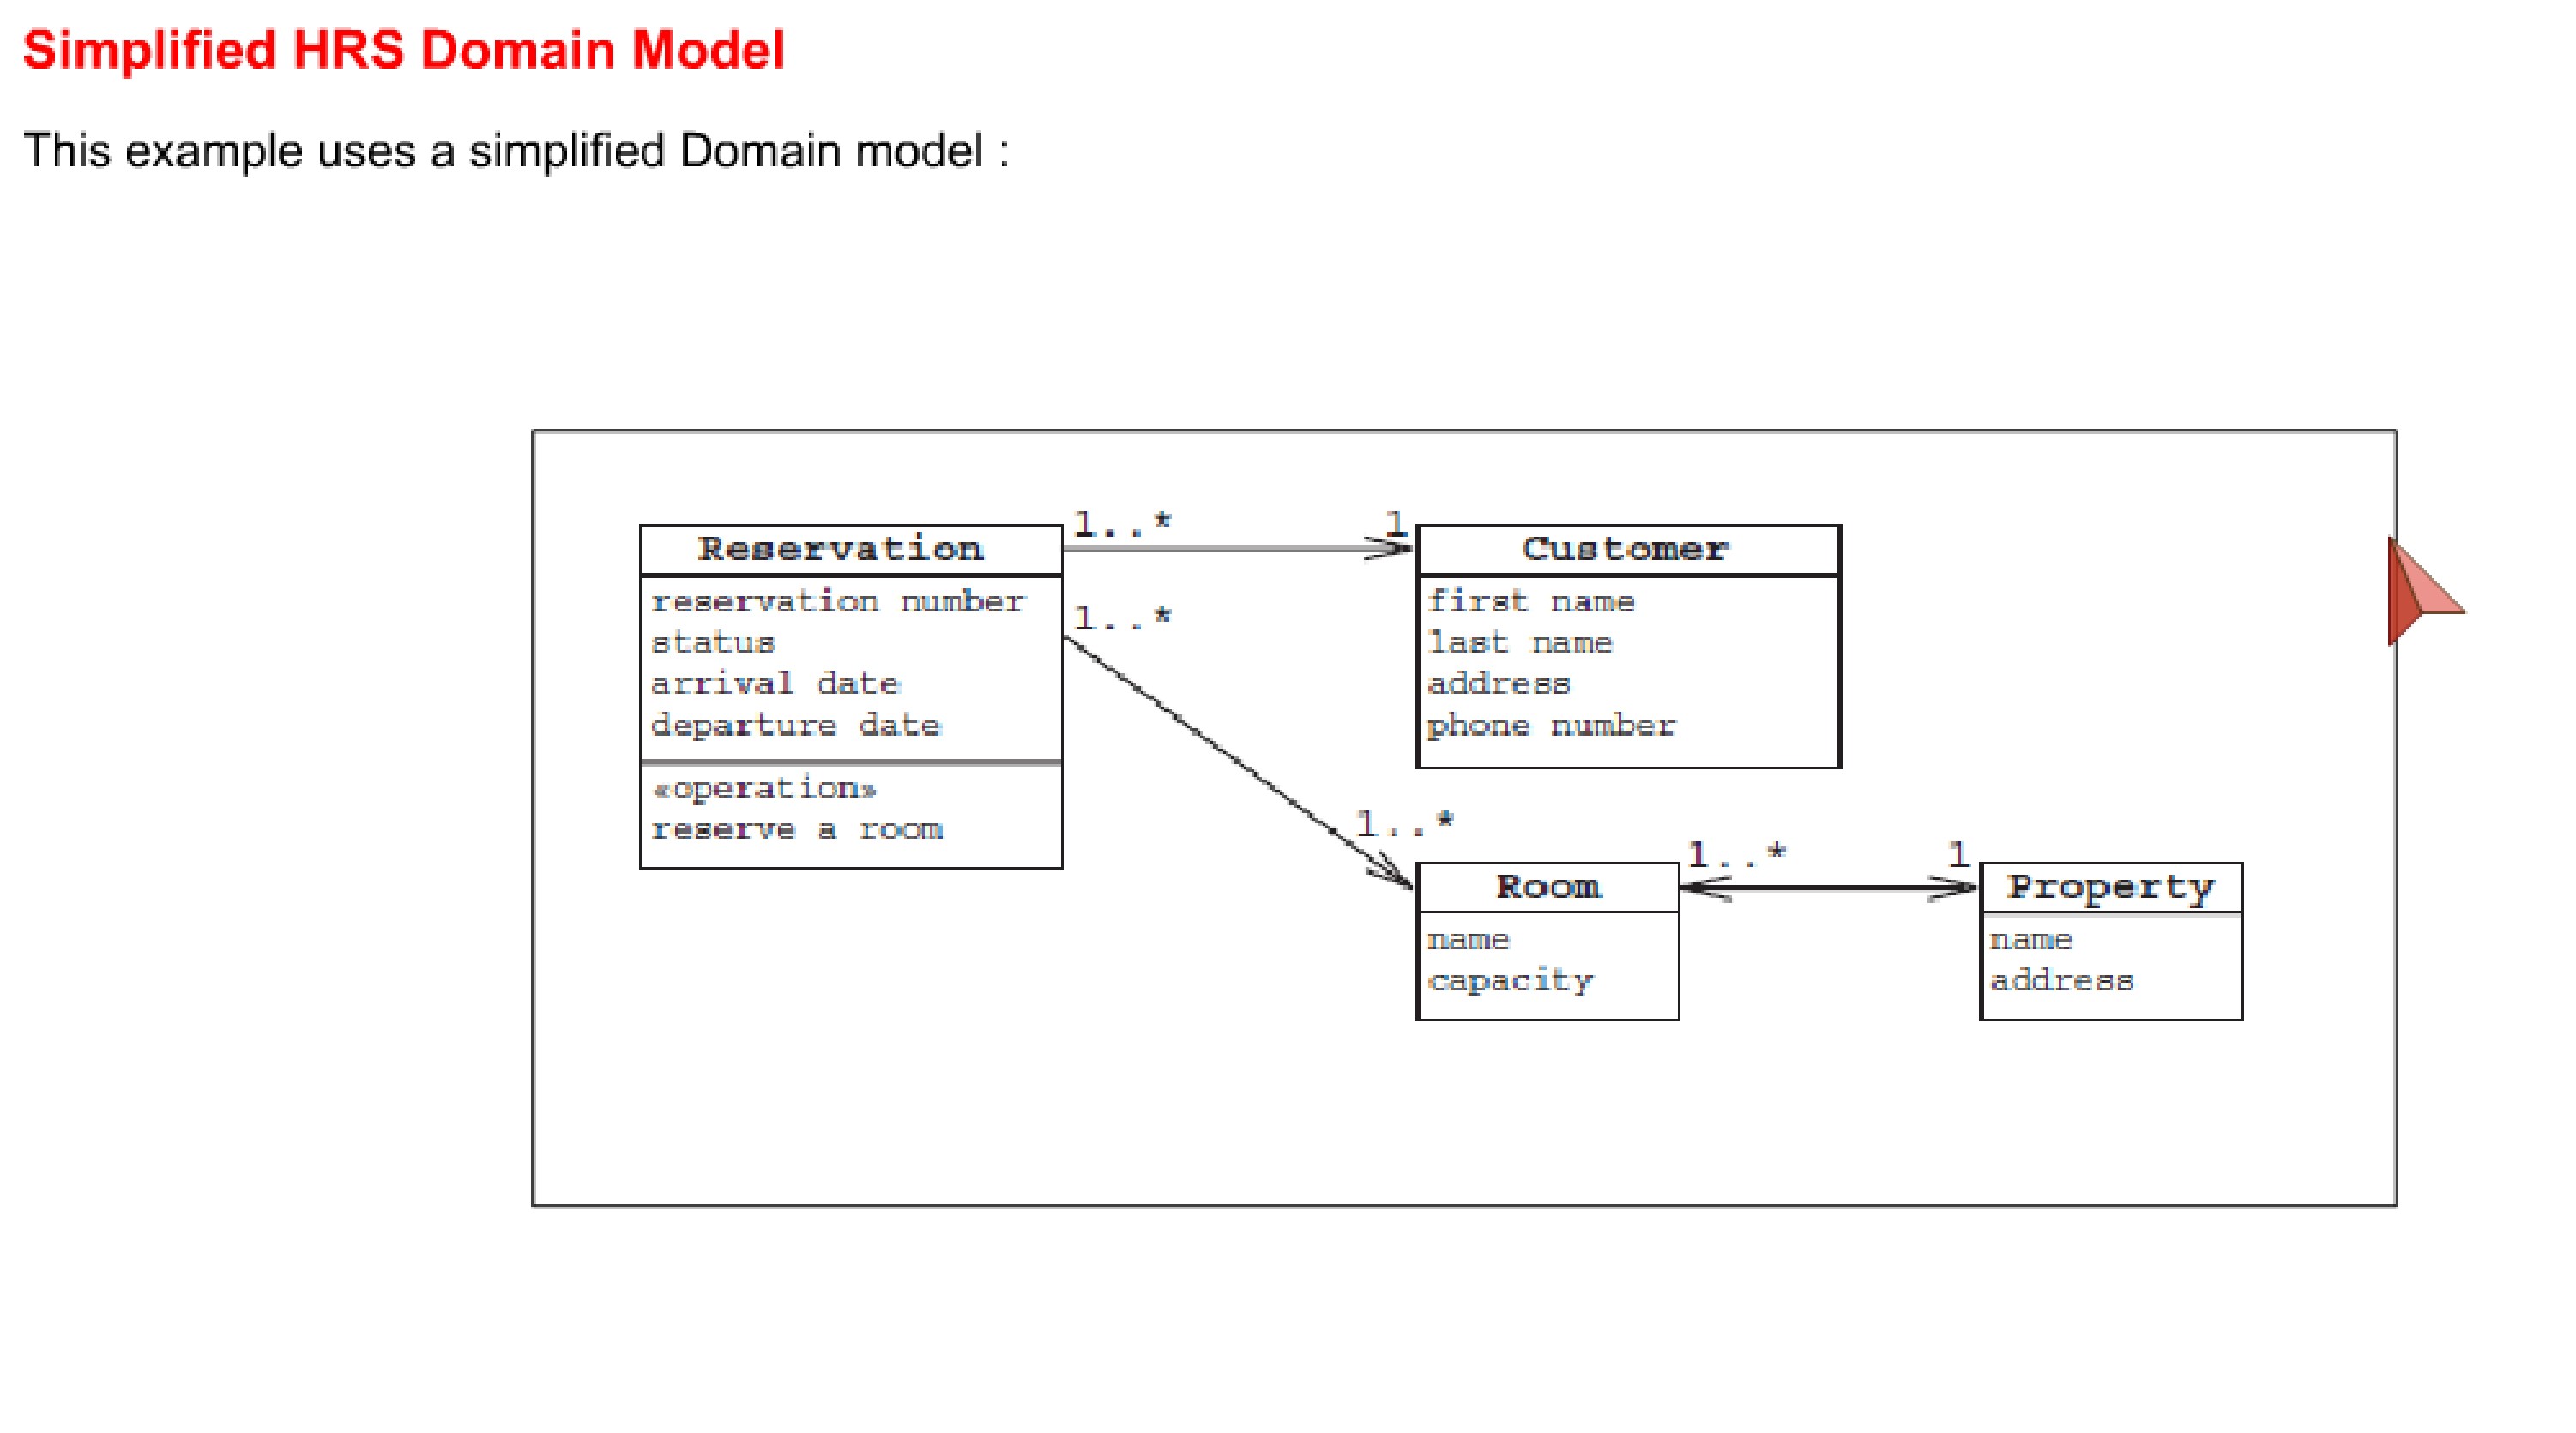 Simplified HRS Domain Model
This example uses a simplified Domain model :
1..* 1
Reservation
reservation number
status
arrival date
departure date
«operation»
reserve a room
Customer
first name
last name
address
phone number
1..*
1..*
Room
name
capacity
1..* 1
Property
name
address